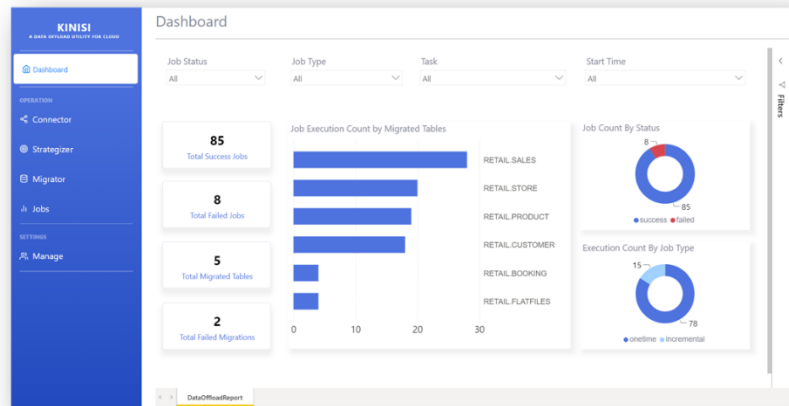 KINISI
A DATA OFFLOAD UTILITY FOR CLOUD
Dashboard
OPERATION
Connector
Strategizer
Migrator
Jobs
SETTINGS
Manage
Dashboard
Job Status
All
Job Type
All
Task
All
Start Time
All
Filters
85
Total Success Jobs
8
Total Failed Jobs
5
Total Migrated Tables
2
Total Failed Migrations
Job Execution Count by Migrated Tables
RETAIL.SALES
RETAIL.STORE
RETAIL.PRODUCT
RETAIL.CUSTOMER
RETAIL.BOOKING
RETAIL.FLATFILES
0 10 20 30
Job Count By Status
8
85
success failed
Execution Count By Job Type
15
78
onetime incremental
DataOffloadReport